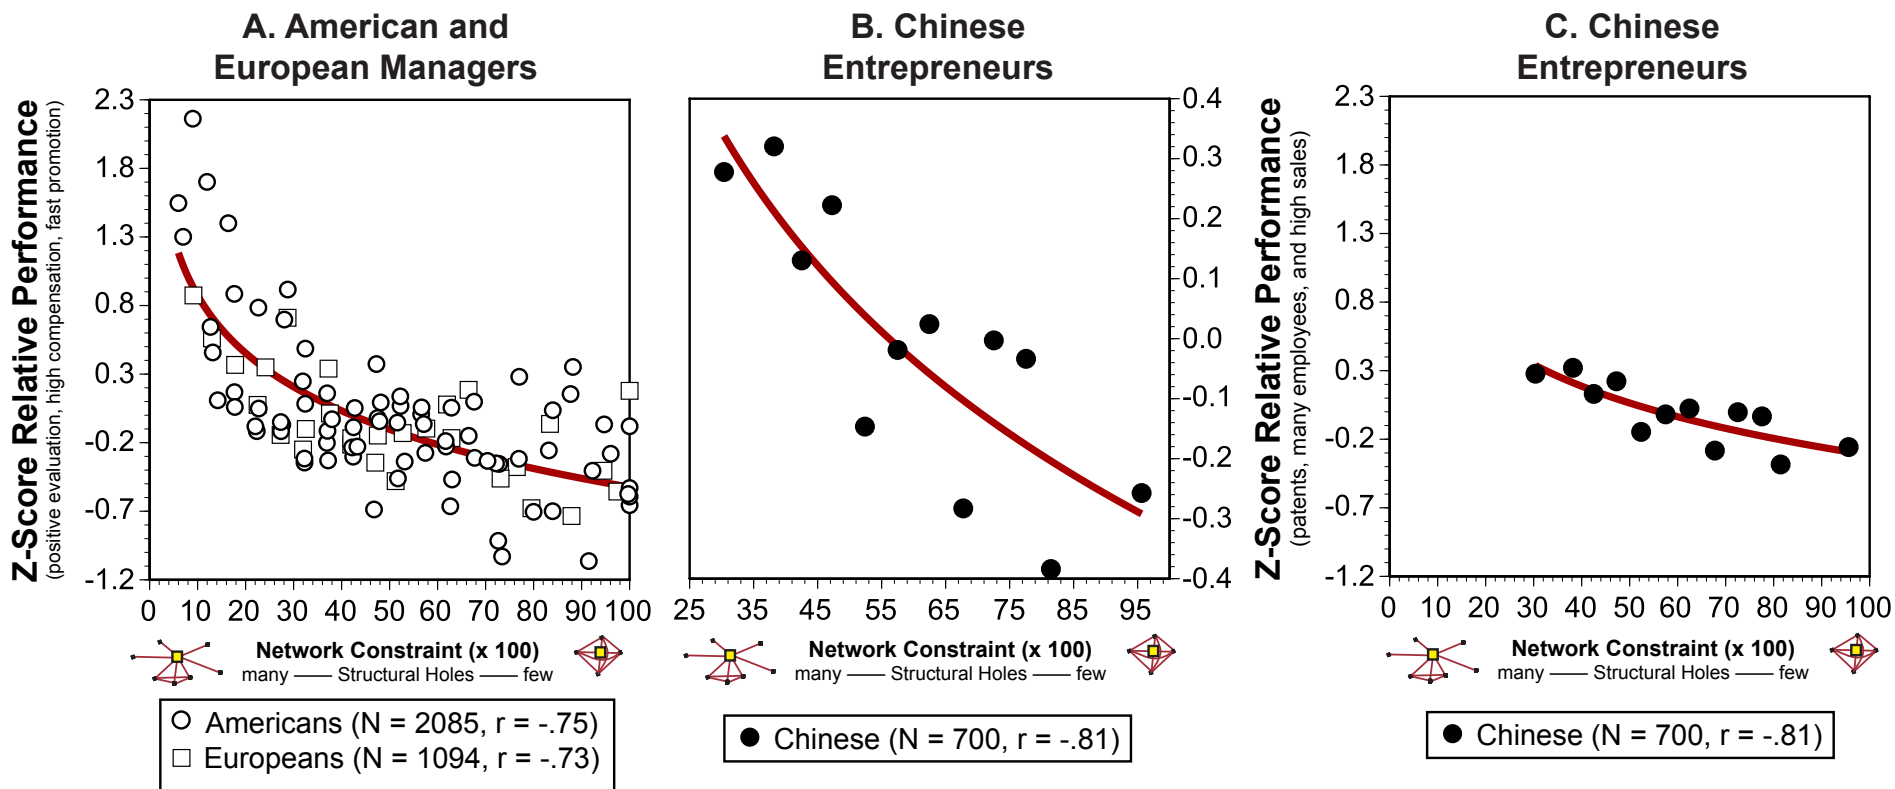 A. American and
European Managers
Z-Score Relative Performance
(positive evaluation, high compensation, fast promotion)
2.3
1.8
1.3
0.8
0.3
-0.2
-0.7
-1.2
0 10 20 30 40 50 60 70 80 90 100
Network Constraint (x 100)
many —— Structural Holes —— few
Americans (N = 2085, r = -.75)
Europeans (N = 1094, r = -.73)
B. Chinese
Entrepreneurs
0.4
0.3
0.2
0.1
0.0
-0.1
-0.2
-0.3
-0.4
25 35 45 55 65 75 85 95
Network Constraint (x 100)
many —— Structural Holes —— few
Chinese (N = 700, r = -.81)
C. Chinese
Entrepreneurs
Z-Score Relative Performance
(patents, many employees, and high sales)
2.3
1.8
1.3
0.8
0.3
-0.2
-0.7
-1.2
0 10 20 30 40 50 60 70 80 90 100
Network Constraint (x 100)
many —— Structural Holes —— few
Chinese (N = 700, r = -.81)